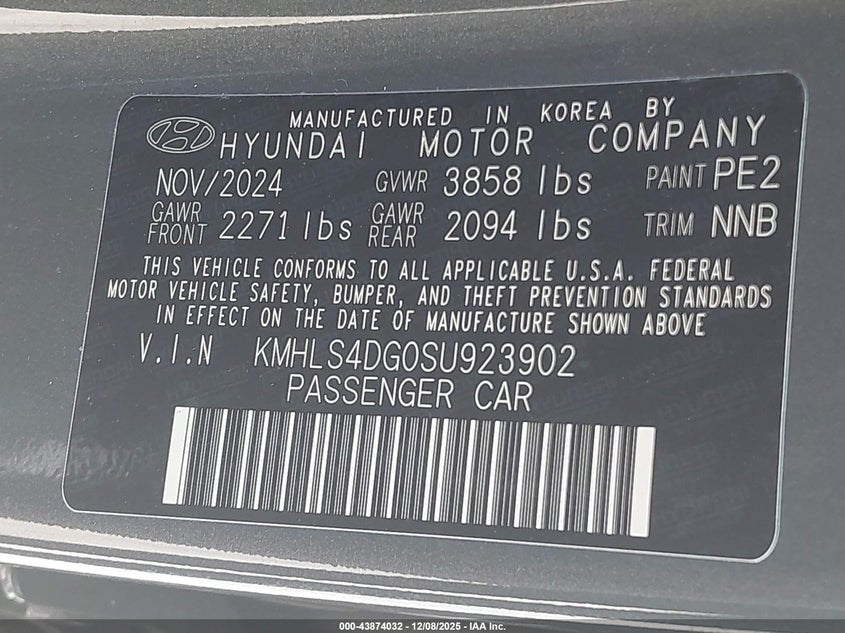 MANUFACTURED IN KOREA BY
HYUNDAI MOTOR COMPANY
NOV/2024 GVWR 3858 lbs PAINT PE2
GAWR FRONT 2271 lbs GAWR REAR 2094 lbs TRIM NNB
THIS VEHICLE CONFORMS TO ALL APPLICABLE U.S.A. FEDERAL
MOTOR VEHICLE SAFETY, BUMPER, AND THEFT PREVENTION STANDARDS
IN EFFECT ON THE DATE OF MANUFACTURE SHOWN ABOVE
V.I.N KMHLS4DG0SU923902
PASSENGER CAR
000-43874032 - 12/08/2025 - IAA Inc.